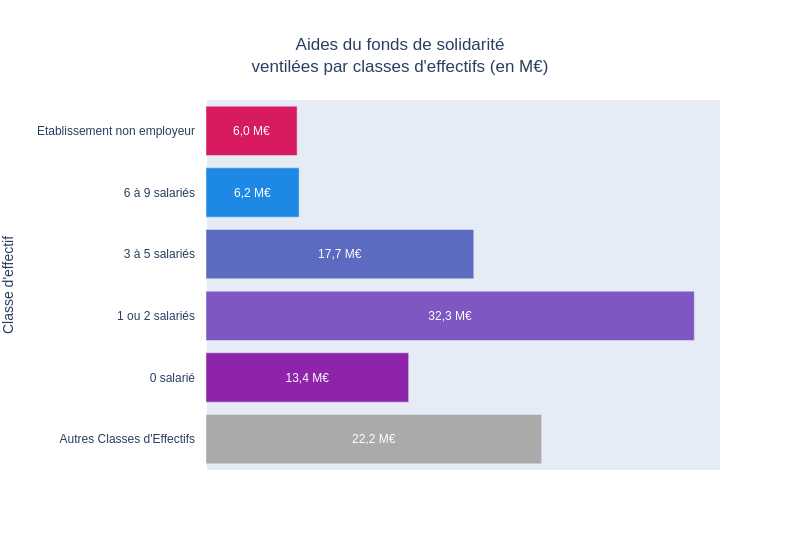 Aides du fonds de solidarité
ventilées par classes d'effectifs (en M€)
Classe d'effectif
Etablissement non employeur
6,0 M€
6 à 9 salariés
6,2 M€
3 à 5 salariés
17,7 M€
1 ou 2 salariés
32,3 M€
0 salarié
13,4 M€
Autres Classes d'Effectifs
22,2 M€